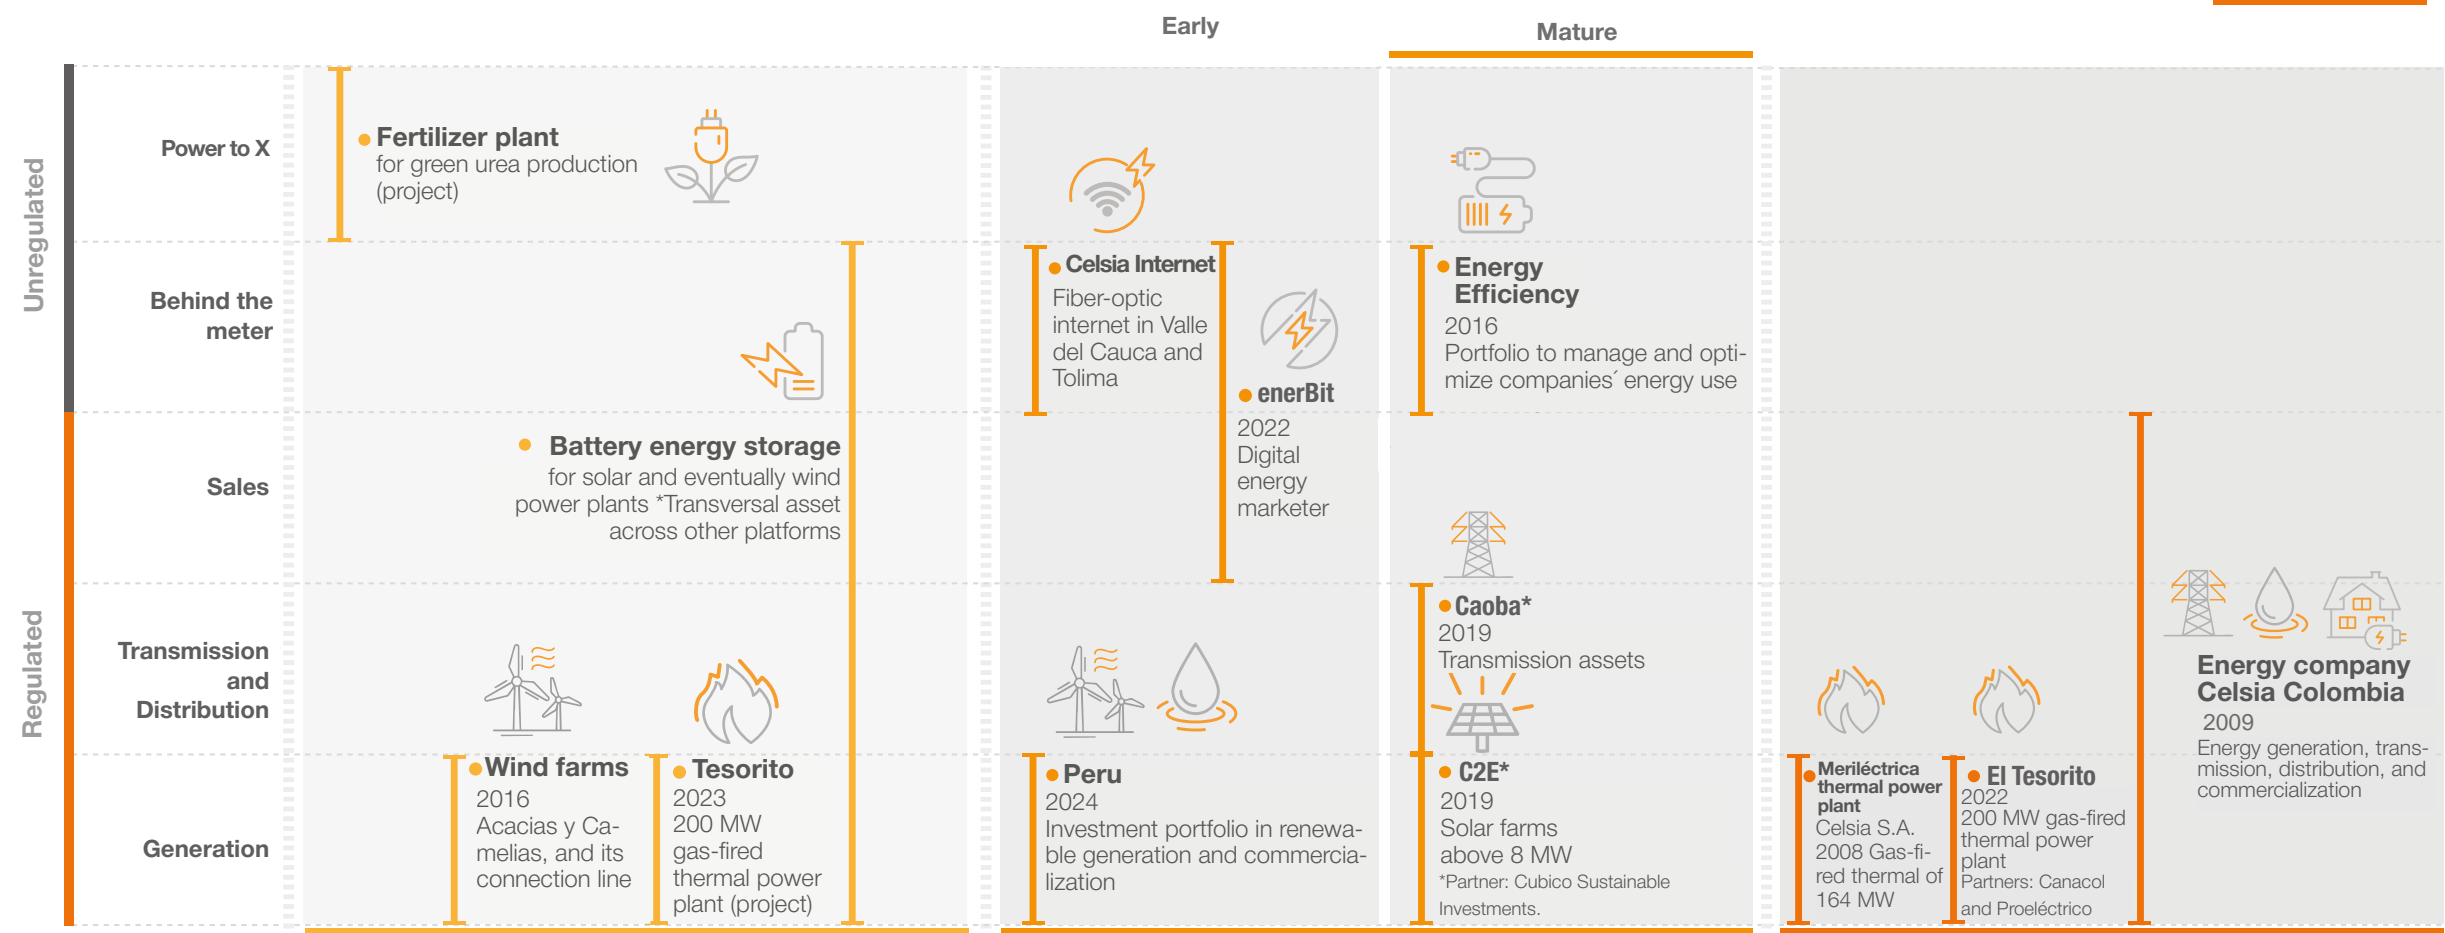 Early
Mature
Unregulated
Regulated
Power to X
Behind the
meter
Sales
Transmission
and
Distribution
Generation
Fertilizer plant
for green urea production
(project)
Battery energy storage
for solar and eventually wind
power plants *Transversal asset
across other platforms
Wind farms
2016
Acacias y Ca-
melias, and its
connection line
Tesorito
2023
200 MW
gas-fired
thermal power
plant (project)
Celsia Internet
Fiber-optic
internet in Valle
del Cauca and
Tolima
enerBit
2022
Digital
energy
marketer
Peru
2024
Investment portfolio in renewa-
ble generation and commercia-
lization
Energy
Efficiency
2016
Portfolio to manage and opti-
mize companies´ energy use
Caoba*
2019
Transmission assets
C2E*
2019
Solar farms
above 8 MW
*Partner: Cubico Sustainable
Investments.
Meriléctrica
thermal power
plant
Celsia S.A.
2008 Gas-fi-
red thermal of
164 MW
El Tesorito
2022
200 MW gas-fired
thermal power
plant
Partners: Canacol
and Proeléctrico
Energy company
Celsia Colombia
2009
Energy generation, trans-
mission, distribution, and
commercialization